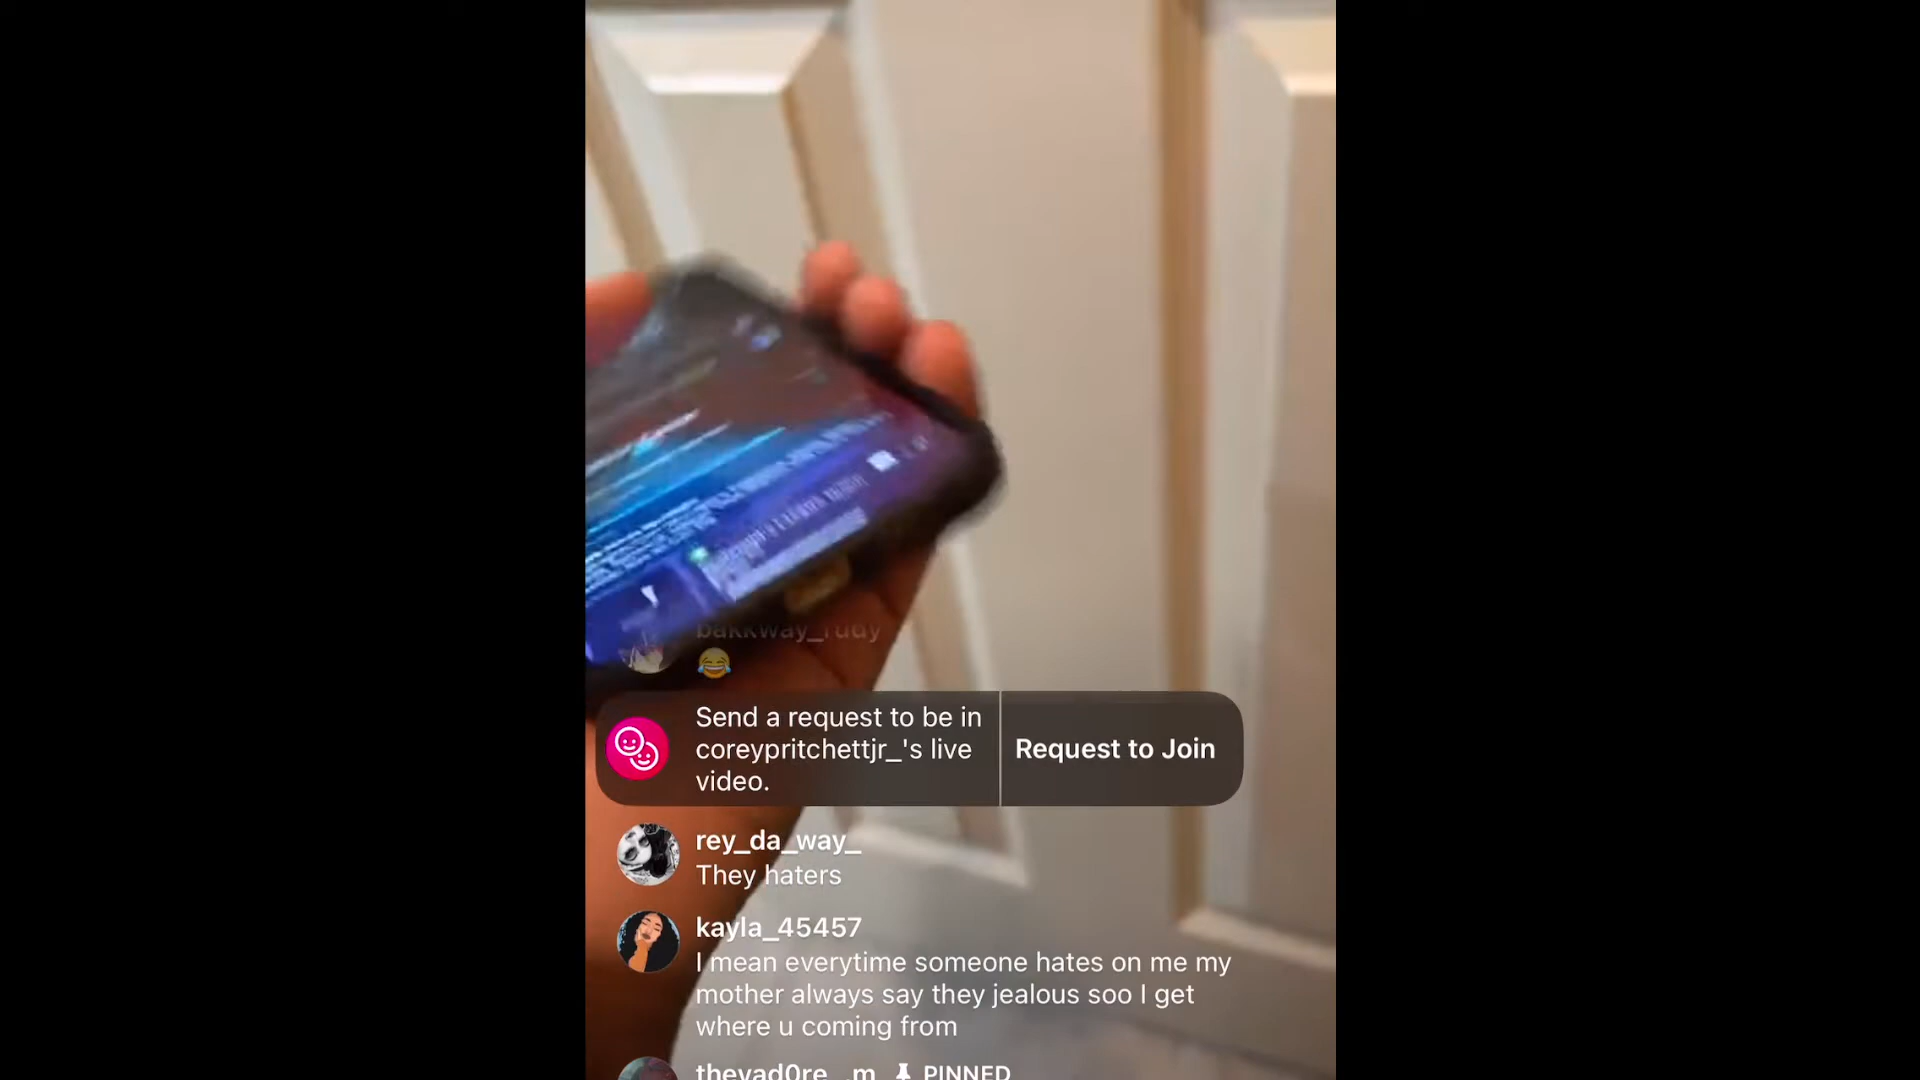 bakkway_rudy
😂
Send a request to be in
coreypritchettjr_'s live
video.
Request to Join
rey_da_way_
They haters
kayla_45457
I mean everytime someone hates on me my
mother always say they jealous soo I get
where u coming from
PINNED